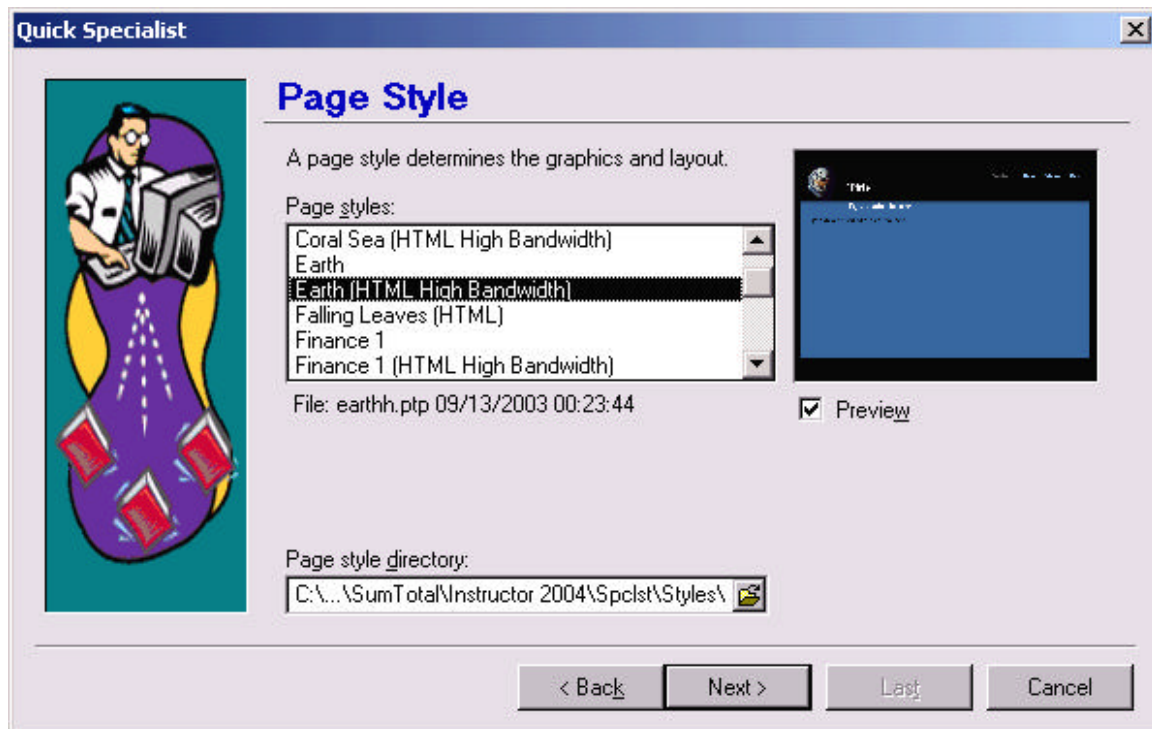 Quick Specialist
Page Style
A page style determines the graphics and layout.
Page styles:
Coral Sea (HTML High Bandwidth)
Earth
Earth (HTML High Bandwidth)
Falling Leaves (HTML)
Finance 1
Finance 1 (HTML High Bandwidth)
File: earthh.ptp 09/13/2003 00:23:44
Title
Preview
Page style directory:
C:\...\SumTotal\Instructor 2004\Spclst\Styles\
< Back
Next >
Last
Cancel